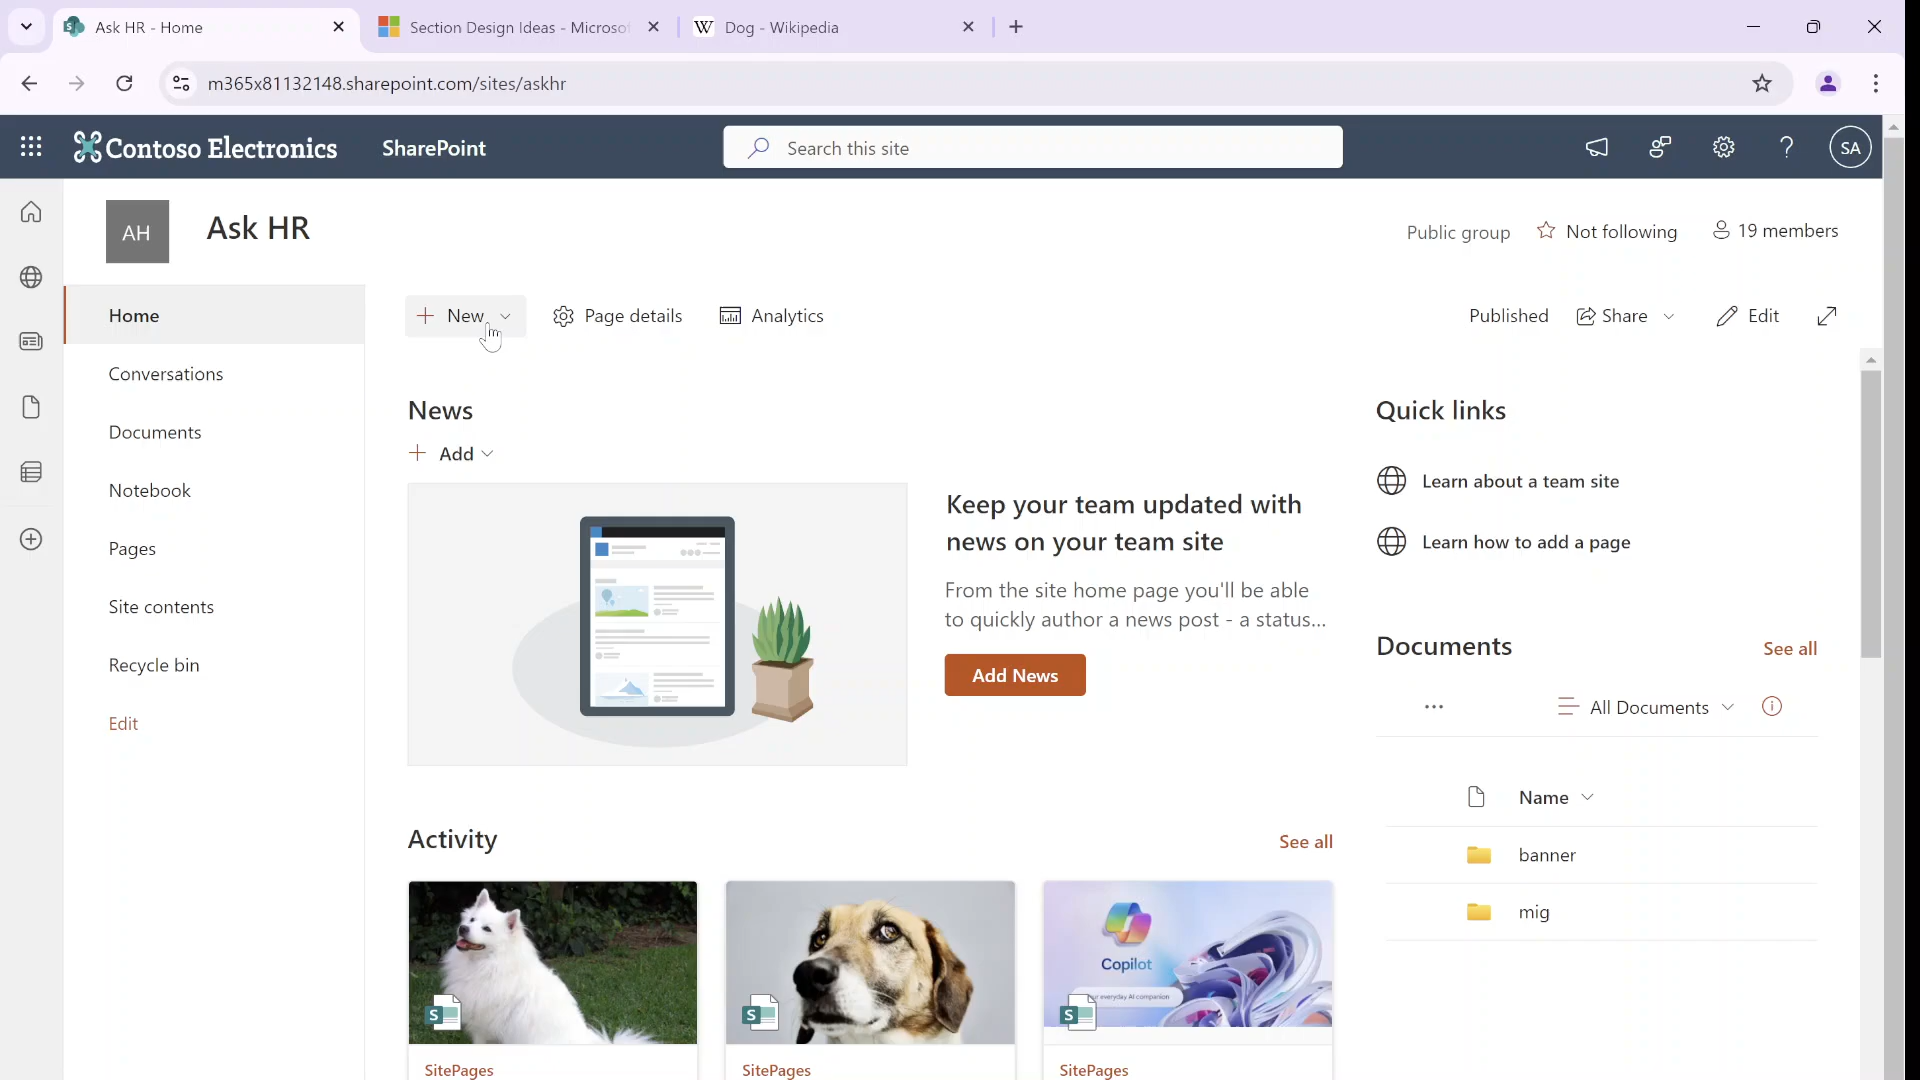 Ask HR - Home
Section Design Ideas - Microsof
W Dog - Wikipedia
m365x81132148.sharepoint.com/sites/askhr
Contoso Electronics
SharePoint
Search this site
SA
AH
Ask HR
Public group
Not following
19 members
Home
Conversations
Documents
Notebook
Pages
Site contents
Recycle bin
Edit
New
Page details
Analytics
Published
Share
Edit
News
Add
Keep your team updated with
news on your team site
From the site home page you'll be able
to quickly author a news post - a status...
Add News
Quick links
Learn about a team site
Learn how to add a page
Documents
See all
All Documents
Name
banner
mig
Activity
See all
S
S
Copilot
ur everyday AI companion
S
SitePages
SitePages
SitePages